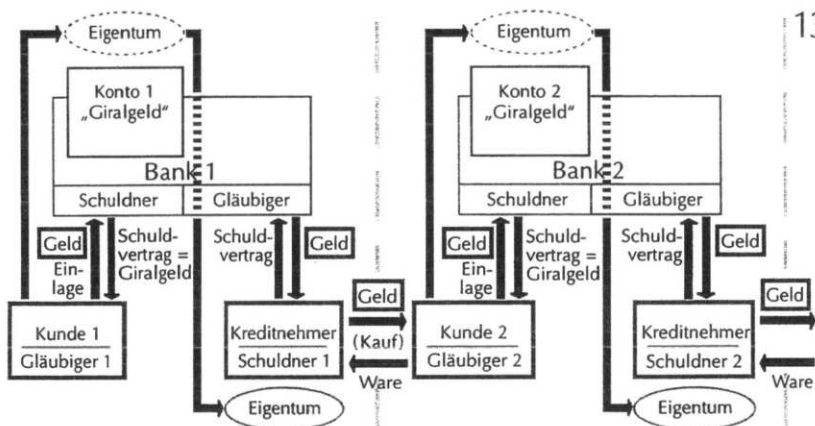 Eigentum
Konto 1
„Giralgeld“
Bank 1
Schuldner
Gläubiger
Geld
Ein-
lage
Schuld-
vertrag =
Giralgeld
Schuld-
vertrag
Geld
Kunde 1
Gläubiger 1
Kreditnehmer
Schuldner 1
Eigentum
Geld
(Kauf)
Ware
Eigentum
Konto 2
„Giralgeld“
Bank 2
Schuldner
Gläubiger
Geld
Ein-
lage
Schuld-
vertrag =
Giralgeld
Schuld-
vertrag
Geld
Kunde 2
Gläubiger 2
Kreditnehmer
Schuldner 2
Eigentum
Geld
Ware